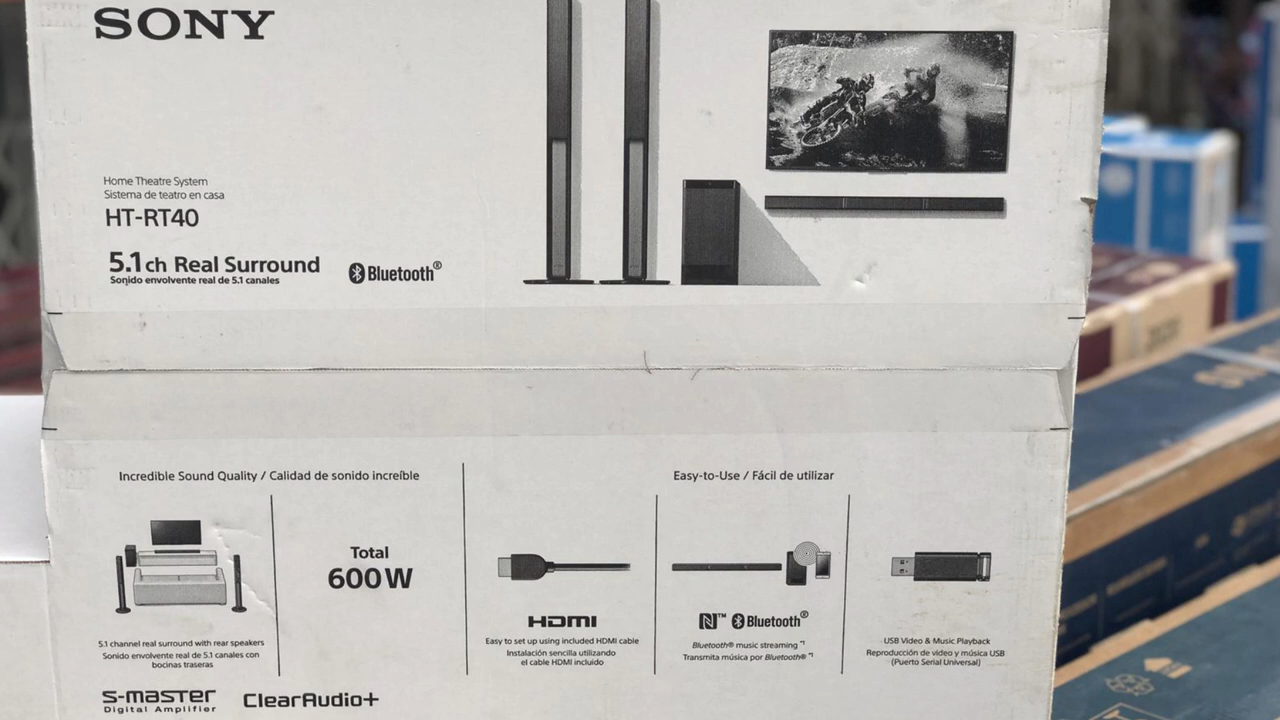 SONY
Home Theatre System
Sistema de teatro en casa
HT-RT40
5.1ch Real Surround
Sonido envolvente real de 5.1 canales
Bluetooth®
Incredible Sound Quality / Calidad de sonido increíble
5.1 channel real surround with rear speakers
Sonido envolvente real de 5.1 canales con
bocinas traseras
Total
600W
S-MASTER
Digital Amplifier
ClearAudio+
Easy-to-Use / Fácil de utilizar
HDMI
Easy to set up using included HDMI cable
Instalación sencilla utilizando
el cable HDMI incluido
N™ Bluetooth®
Bluetooth® music streaming *1
Transmita música por Bluetooth® *1
USB Video & Music Playback
Reproducción de video y música USB
(Puerto Serial Universal)